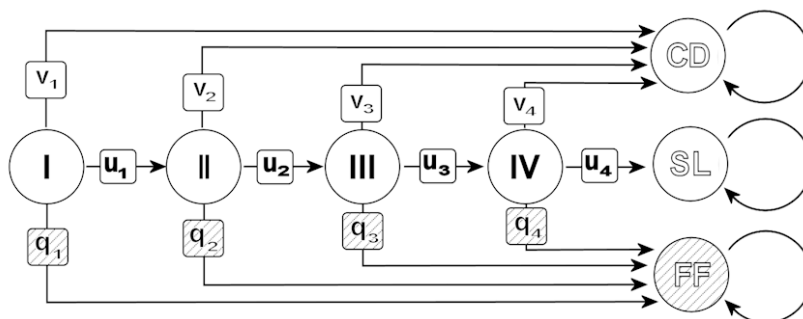 CD
v₁
v₂
v₃
v₄
I
u₁
II
u₂
III
u₃
IV
u₄
SL
q₁
q₂
q₃
q₄
FF